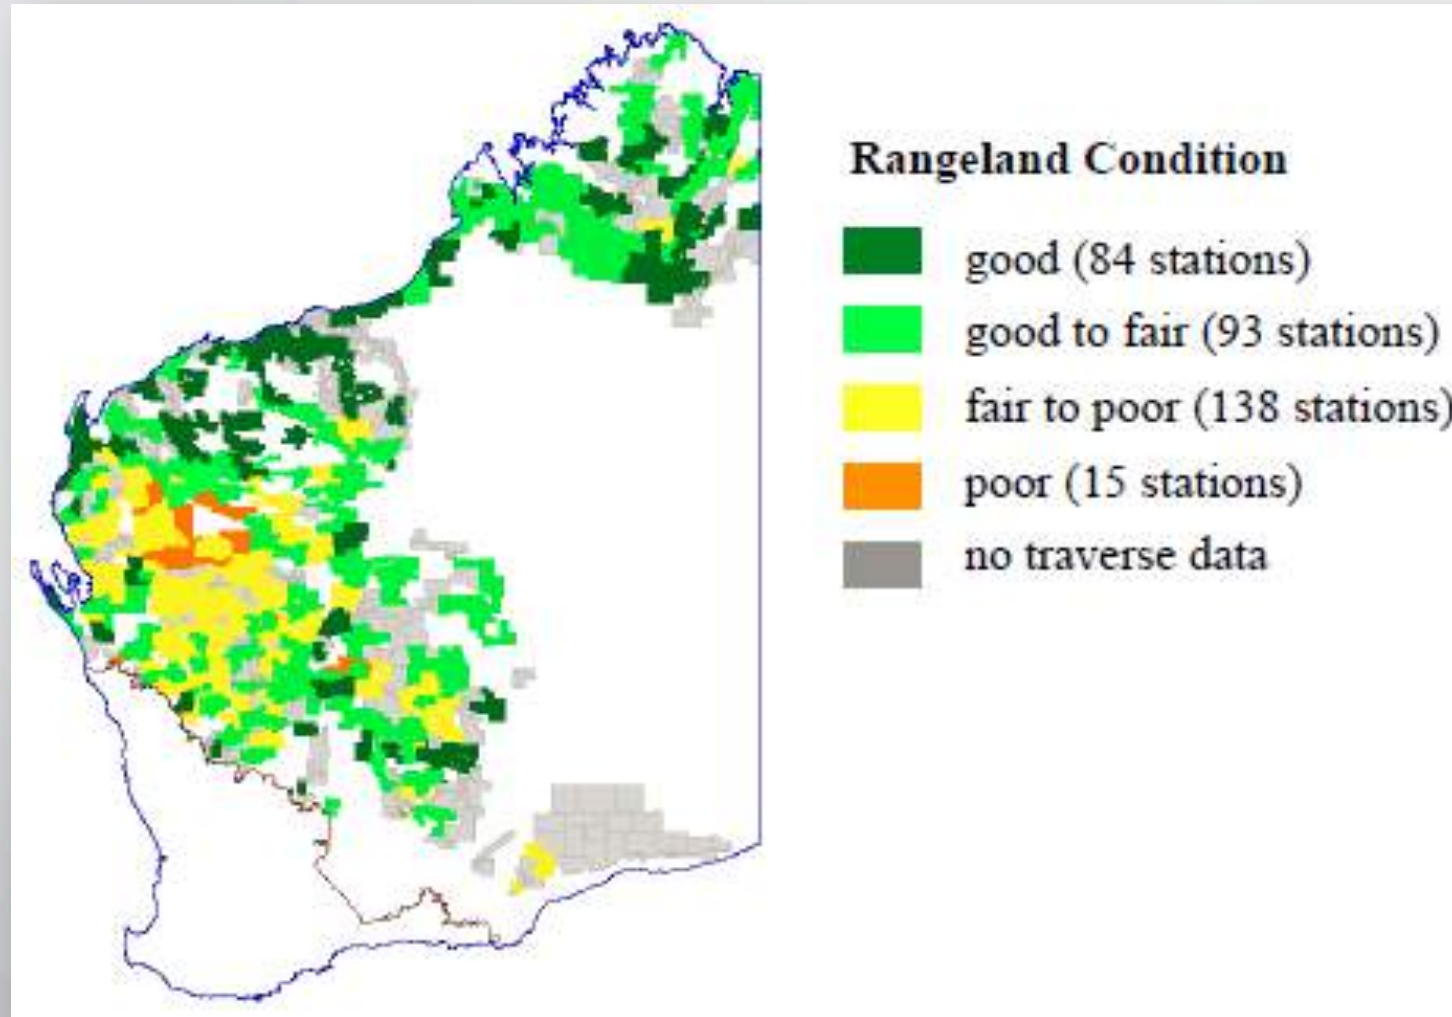 Rangeland Condition
good (84 stations)
good to fair (93 stations)
fair to poor (138 stations)
poor (15 stations)
no traverse data